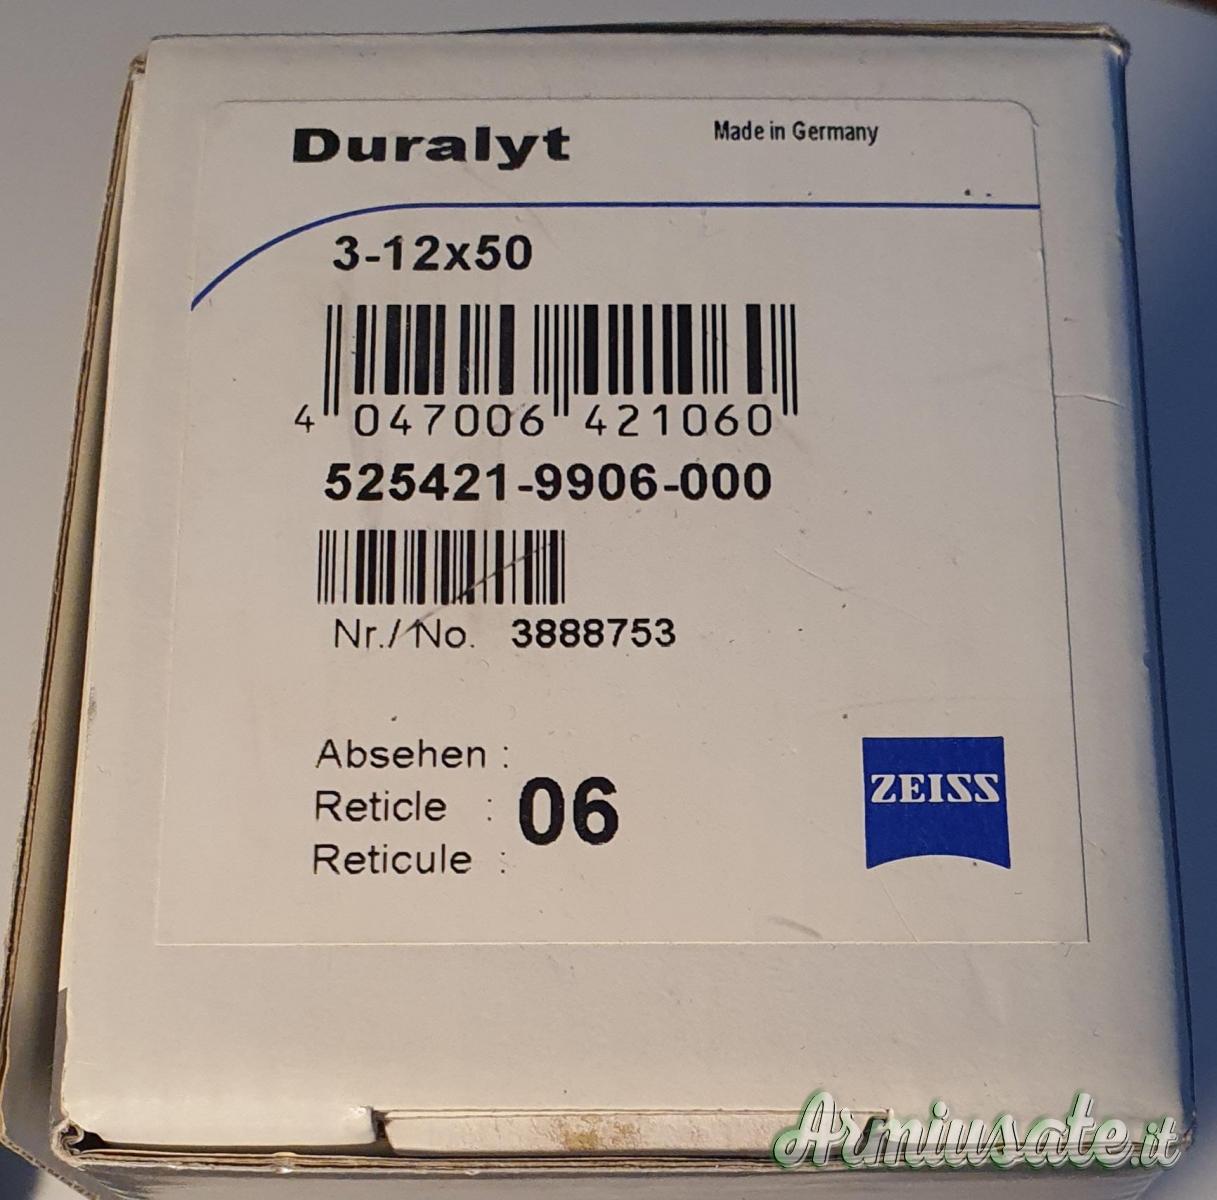 Duralyt
Made in Germany
3-12x50
4 047006 421060
525421-9906-000
Nr./No. 3888753
Absehen :
Reticle : 06
Reticule :
ZEISS
Armiusate.it